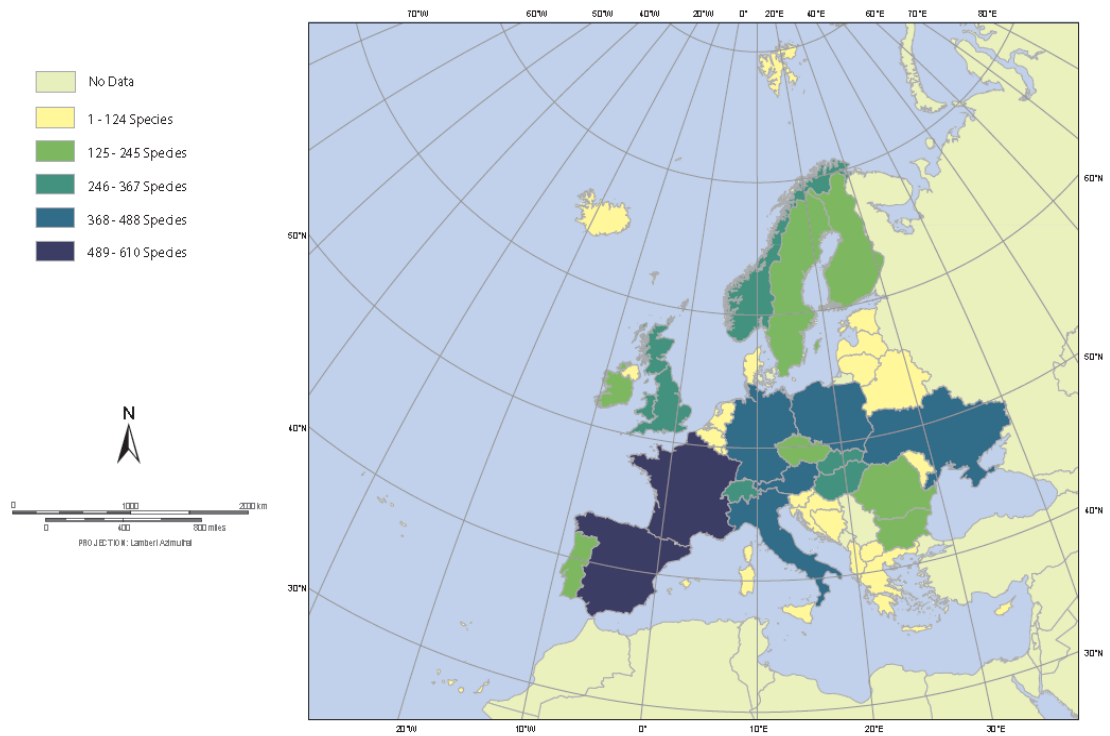 70°W 60°W 50°W 40°W 20°W 0° 20°E 40°E 60°E 70°E 80°E
No Data
1 - 124 Species
125 - 245 Species
246 - 367 Species
368 - 488 Species
489 - 610 Species
60°N
50°N
50°N
40°N
40°N
30°N
30°N
N
0 1000 2000 km
0 400 800 miles
PROJECTION: Lambert Azimuthal
20°W 10°W 0° 10°E 20°E 30°E